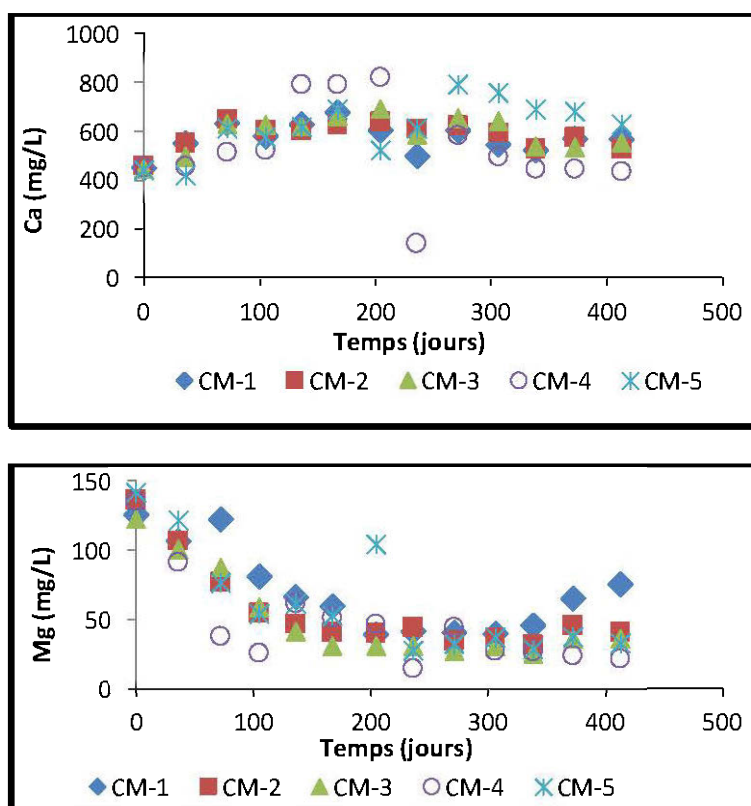 1000
800
600
400
200
0
Ca (mg/L)
0 100 200 300 400 500
Temps (jours)
CM-1 CM-2 CM-3 CM-4 CM-5
150
100
50
0
Mg (mg/L)
0 100 200 300 400 500
Temps (jours)
CM-1 CM-2 CM-3 CM-4 CM-5